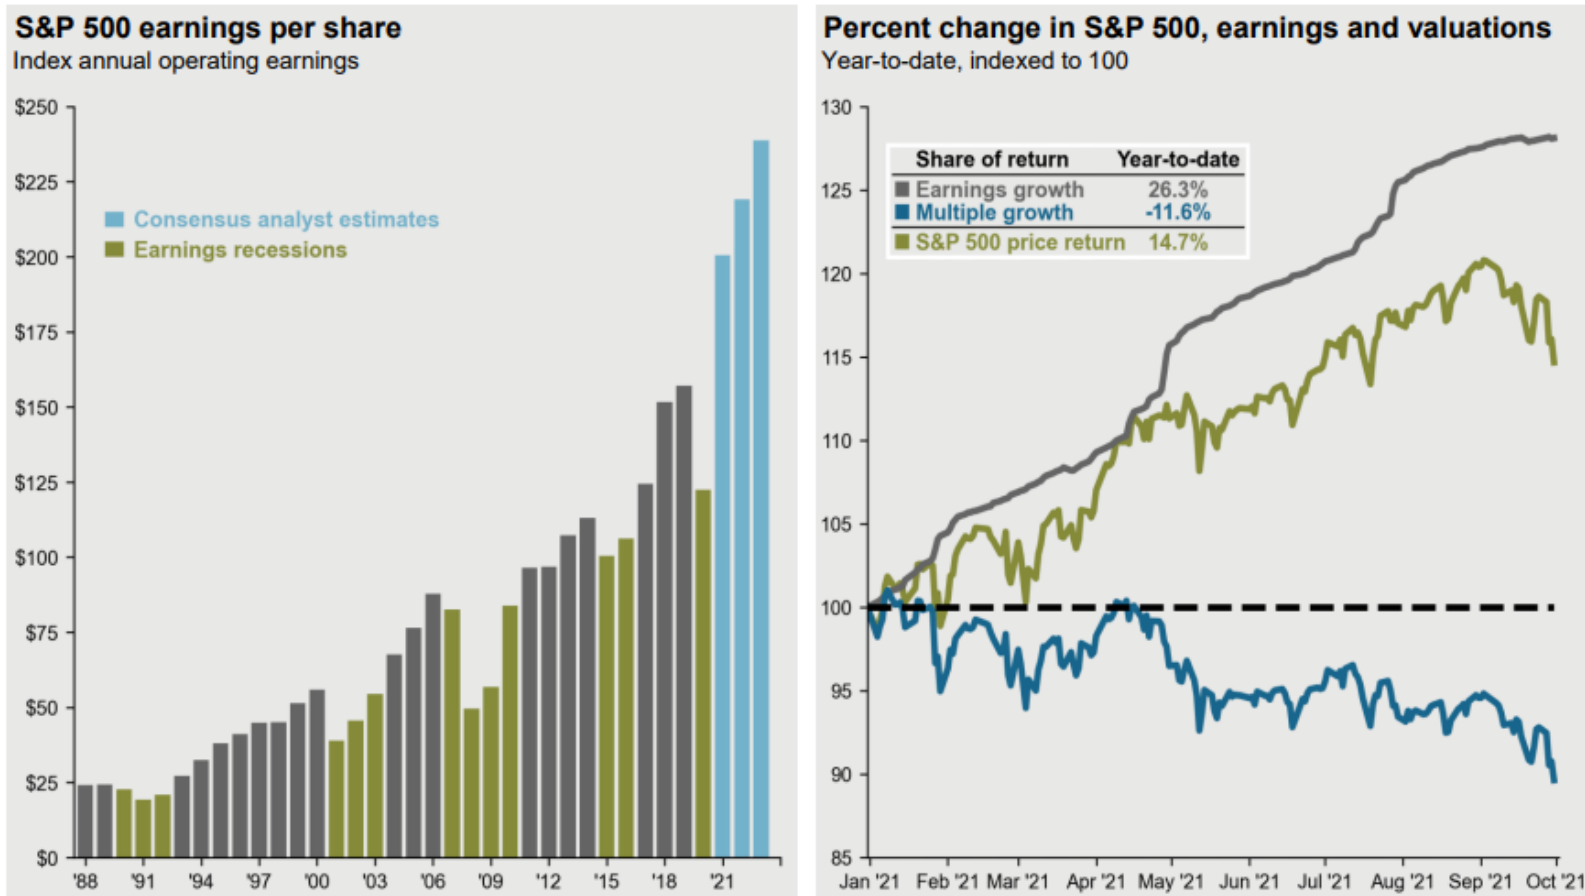 S&P 500 earnings per share
Index annual operating earnings
$250
$225
$200
$175
$150
$125
$100
$75
$50
$25
$0
Consensus analyst estimates
Earnings recessions
'88 '91 '94 '97 '00 '03 '06 '09 '12 '15 '18 '21
Percent change in S&P 500, earnings and valuations
Year-to-date, indexed to 100
130
125
120
115
110
105
100
95
90
85
Share of return Year-to-date
Earnings growth 26.3%
Multiple growth -11.6%
S&P 500 price return 14.7%
Jan '21 Feb '21 Mar '21 Apr '21 May '21 Jun '21 Jul '21 Aug '21 Sep '21 Oct '21